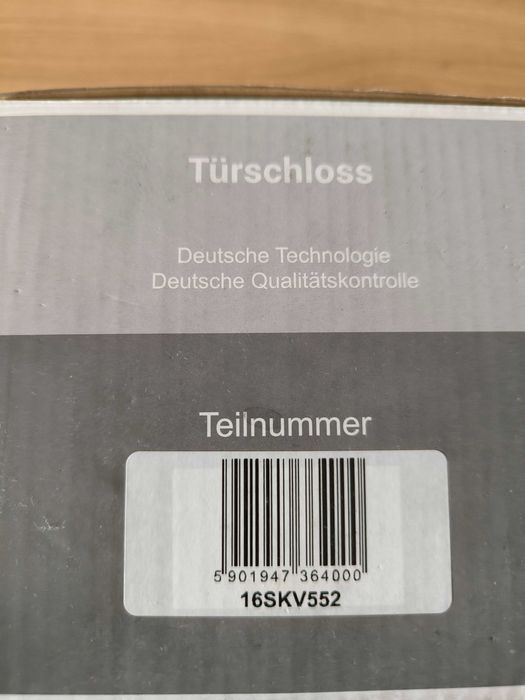 Türschloss
Deutsche Technologie
Deutsche Qualitätskontrolle
Teilnummer
5 901947 364000
16SKV552